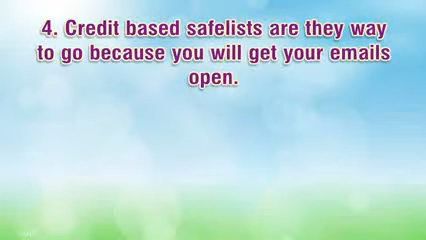 4. Credit based safelists are they way
to go because you will get your emails
open.